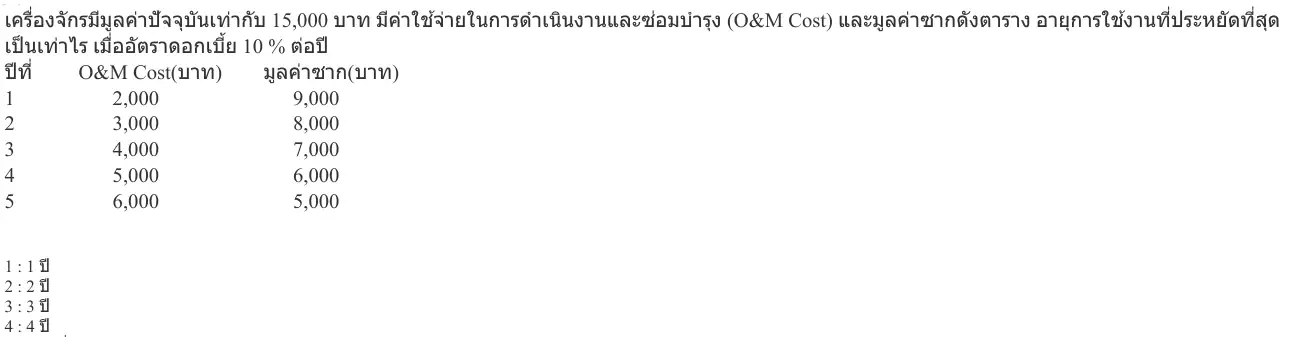 เครื่องจักรมีมูลค่าปัจจุบันเท่ากับ 15,000 บาท มีค่าใช้จ่ายในการดำเนินงานและซ่อมบำรุง (O&M Cost) และมูลค่าซากดังตาราง อายุการใช้งานที่ประหยัดที่สุด
เป็นเท่าไร เมื่ออัตราดอกเบี้ย 10 % ต่อปี
ปีที่ O&M Cost(บาท) มูลค่าซาก(บาท)
1 2,000 9,000
2 3,000 8,000
3 4,000 7,000
4 5,000 6,000
5 6,000 5,000
1 : 1 ปี
2 : 2 ปี
3 : 3 ปี
4 : 4 ปี